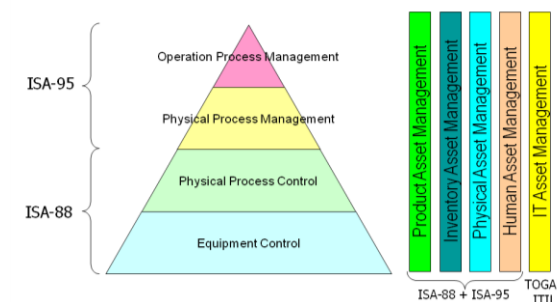 ISA-95
ISA-88
Operation Process Management
Physical Process Management
Physical Process Control
Equipment Control
Product Asset Management
Inventory Asset Management
Physical Asset Management
Human Asset Management
IT Asset Management
ISA-88 + ISA-95
TOGA
ITIL